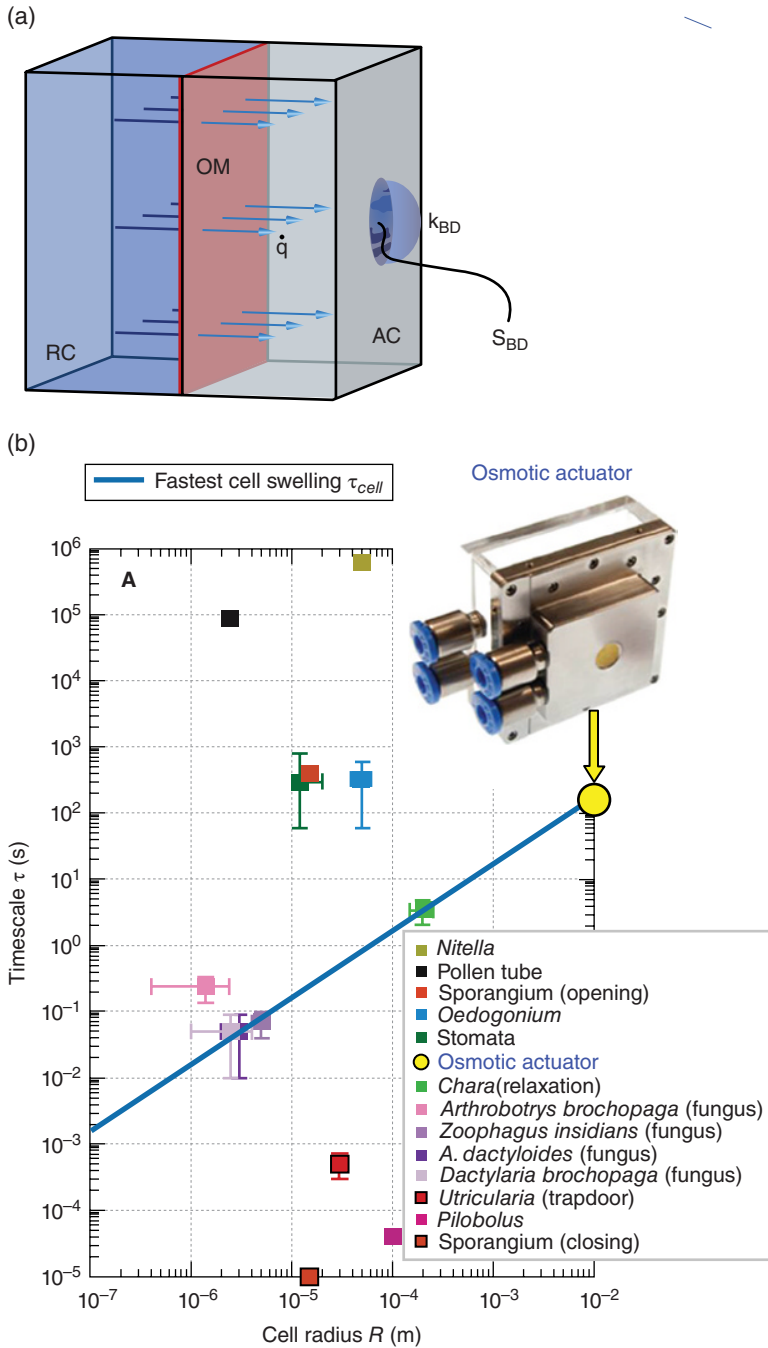 (a)
OM
q̇
k_BD
RC
AC
S_BD
(b)
Fastest cell swelling τ_cell
Osmotic actuator
A
10^6
10^5
10^4
10^3
10^2
10^1
10^0
10^-1
10^-2
10^-3
10^-4
10^-5
Timescale τ (s)
Nitella
Pollen tube
Sporangium (opening)
Oedogonium
Stomata
Osmotic actuator
Chara(relaxation)
Arthrobotrys brochopaga (fungus)
Zoophagus insidians (fungus)
A. dactyloides (fungus)
Dactylaria brochopaga (fungus)
Utricularia (trapdoor)
Pilobolus
Sporangium (closing)
10^-7 10^-6 10^-5 10^-4 10^-3 10^-2
Cell radius R (m)